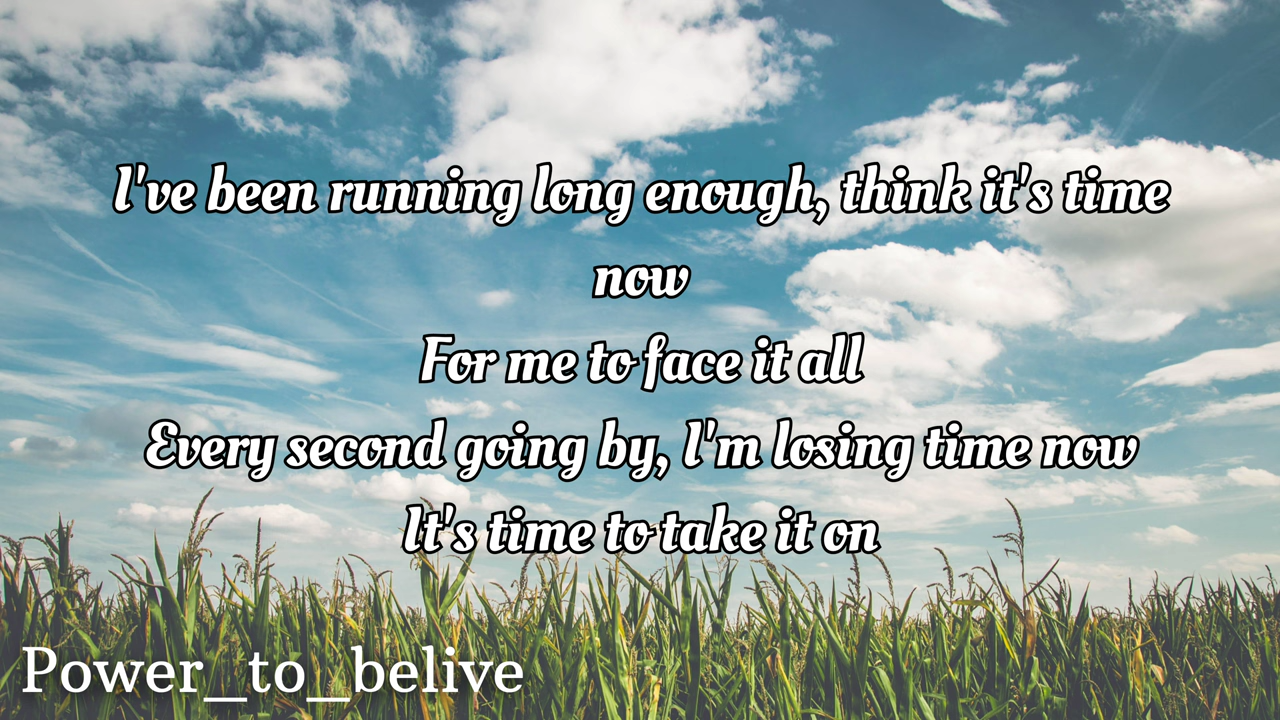 I've been running long enough, think it's time
now
For me to face it all
Every second going by, I'm losing time now
It's time to take it on
Power_to_belive